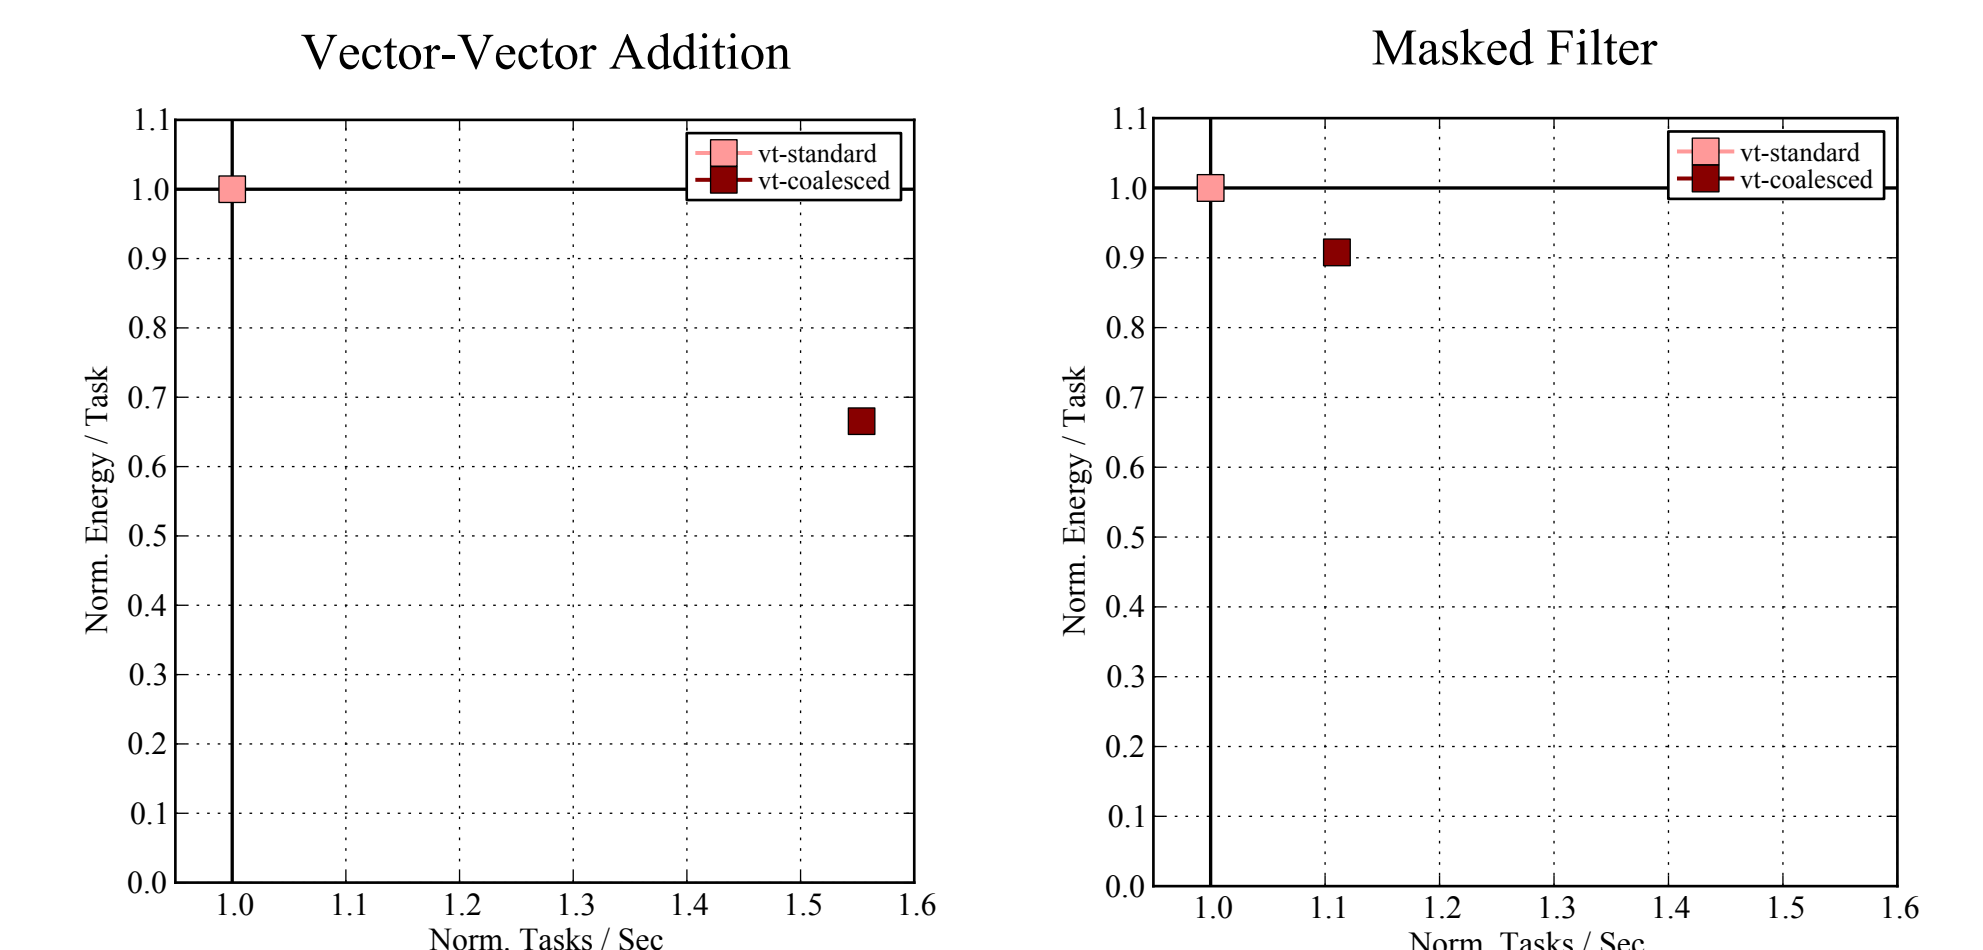 Vector-Vector Addition
1.1
1.0
0.9
0.8
0.7
0.6
0.5
0.4
0.3
0.2
0.1
0.0
Norm. Energy / Task
vt-standard
vt-coalesced
1.0 1.1 1.2 1.3 1.4 1.5 1.6
Norm. Tasks / Sec
Masked Filter
1.1
1.0
0.9
0.8
0.7
0.6
0.5
0.4
0.3
0.2
0.1
0.0
Norm. Energy / Task
vt-standard
vt-coalesced
1.0 1.1 1.2 1.3 1.4 1.5 1.6
Norm. Tasks / Sec